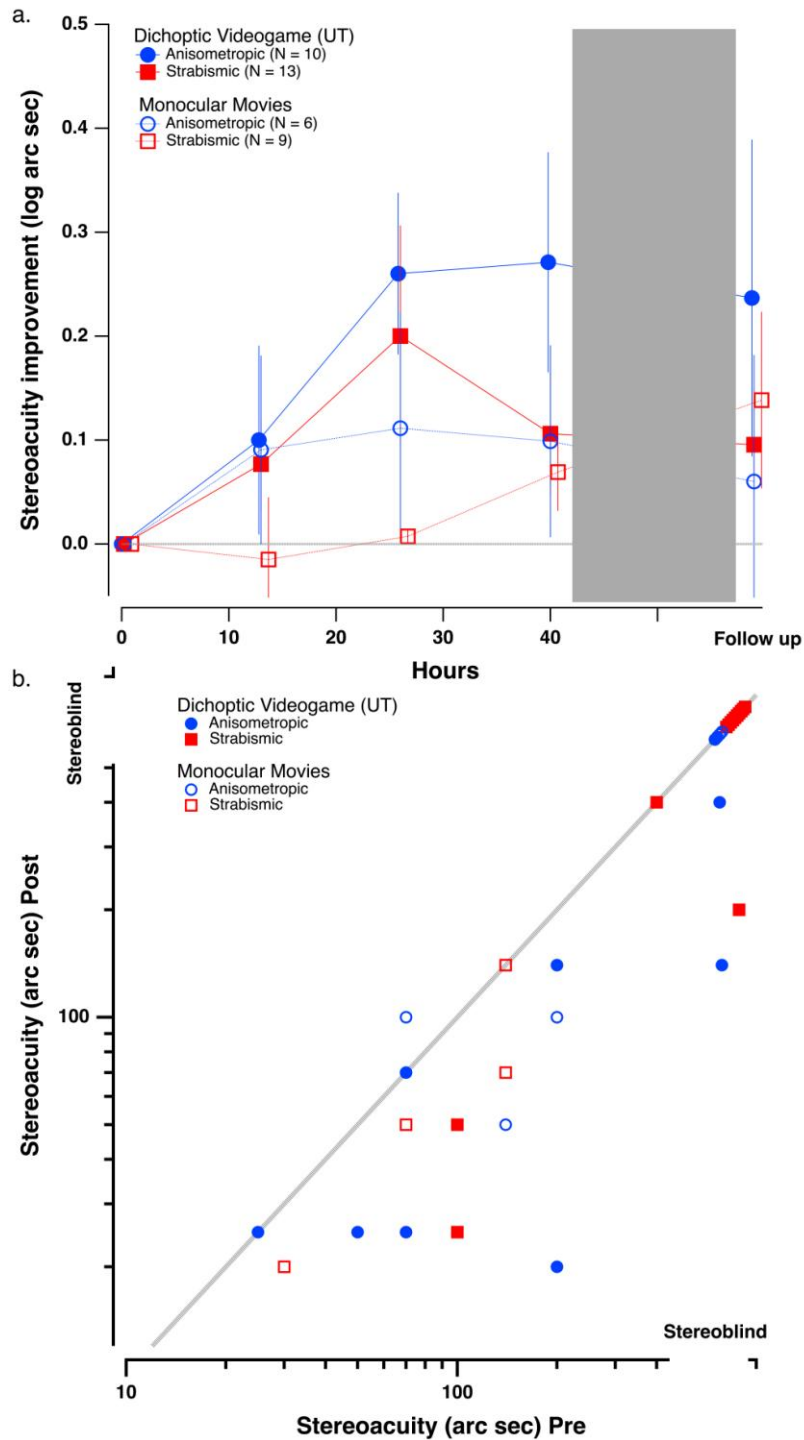 a.
0.5
0.4
0.3
0.2
0.1
0.0
Stereoacuity improvement (log arc sec)
Dichoptic Videogame (UT)
Anisometropic (N = 10)
Strabismic (N = 13)
Monocular Movies
Anisometropic (N = 6)
Strabismic (N = 9)
0
10
20
30
40
Follow up
Hours
b.
Stereoblind
100
Stereoacuity (arc sec) Post
Dichoptic Videogame (UT)
Anisometropic
Strabismic
Monocular Movies
Anisometropic
Strabismic
Stereoblind
10
100
Stereoacuity (arc sec) Pre